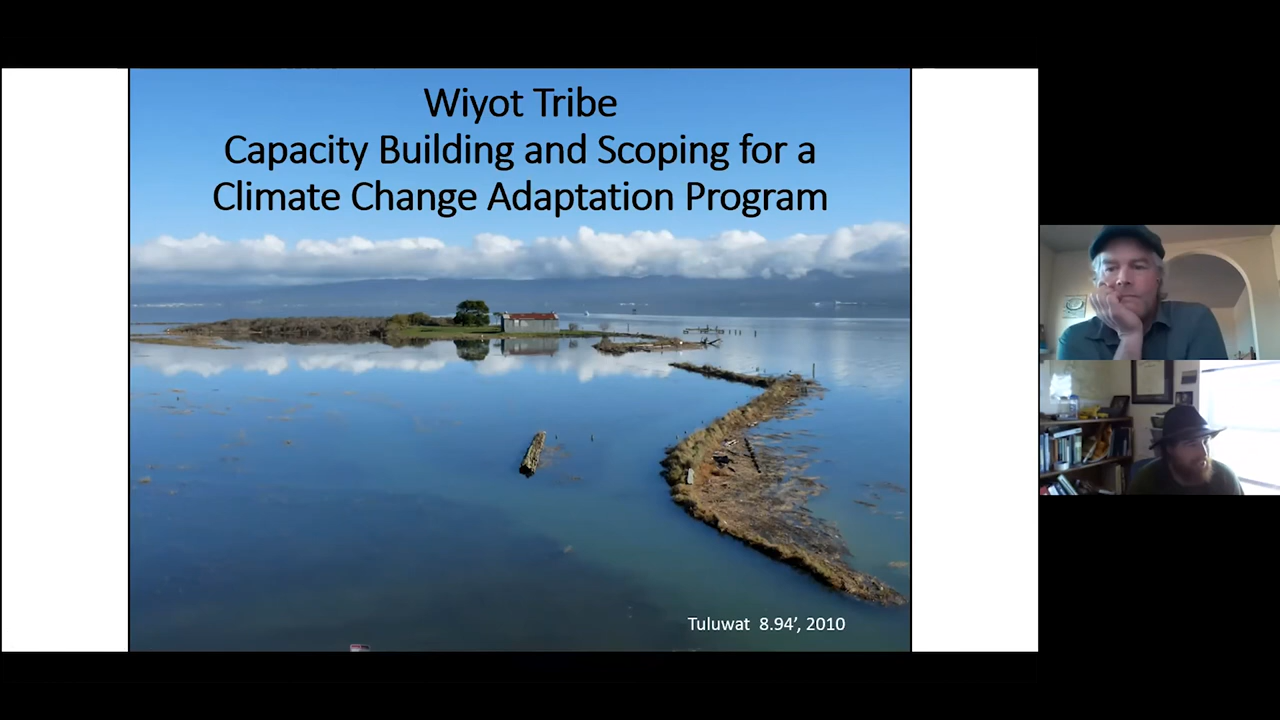 Wiyot Tribe
Capacity Building and Scoping for a
Climate Change Adaptation Program
Tuluwat 8.94’, 2010